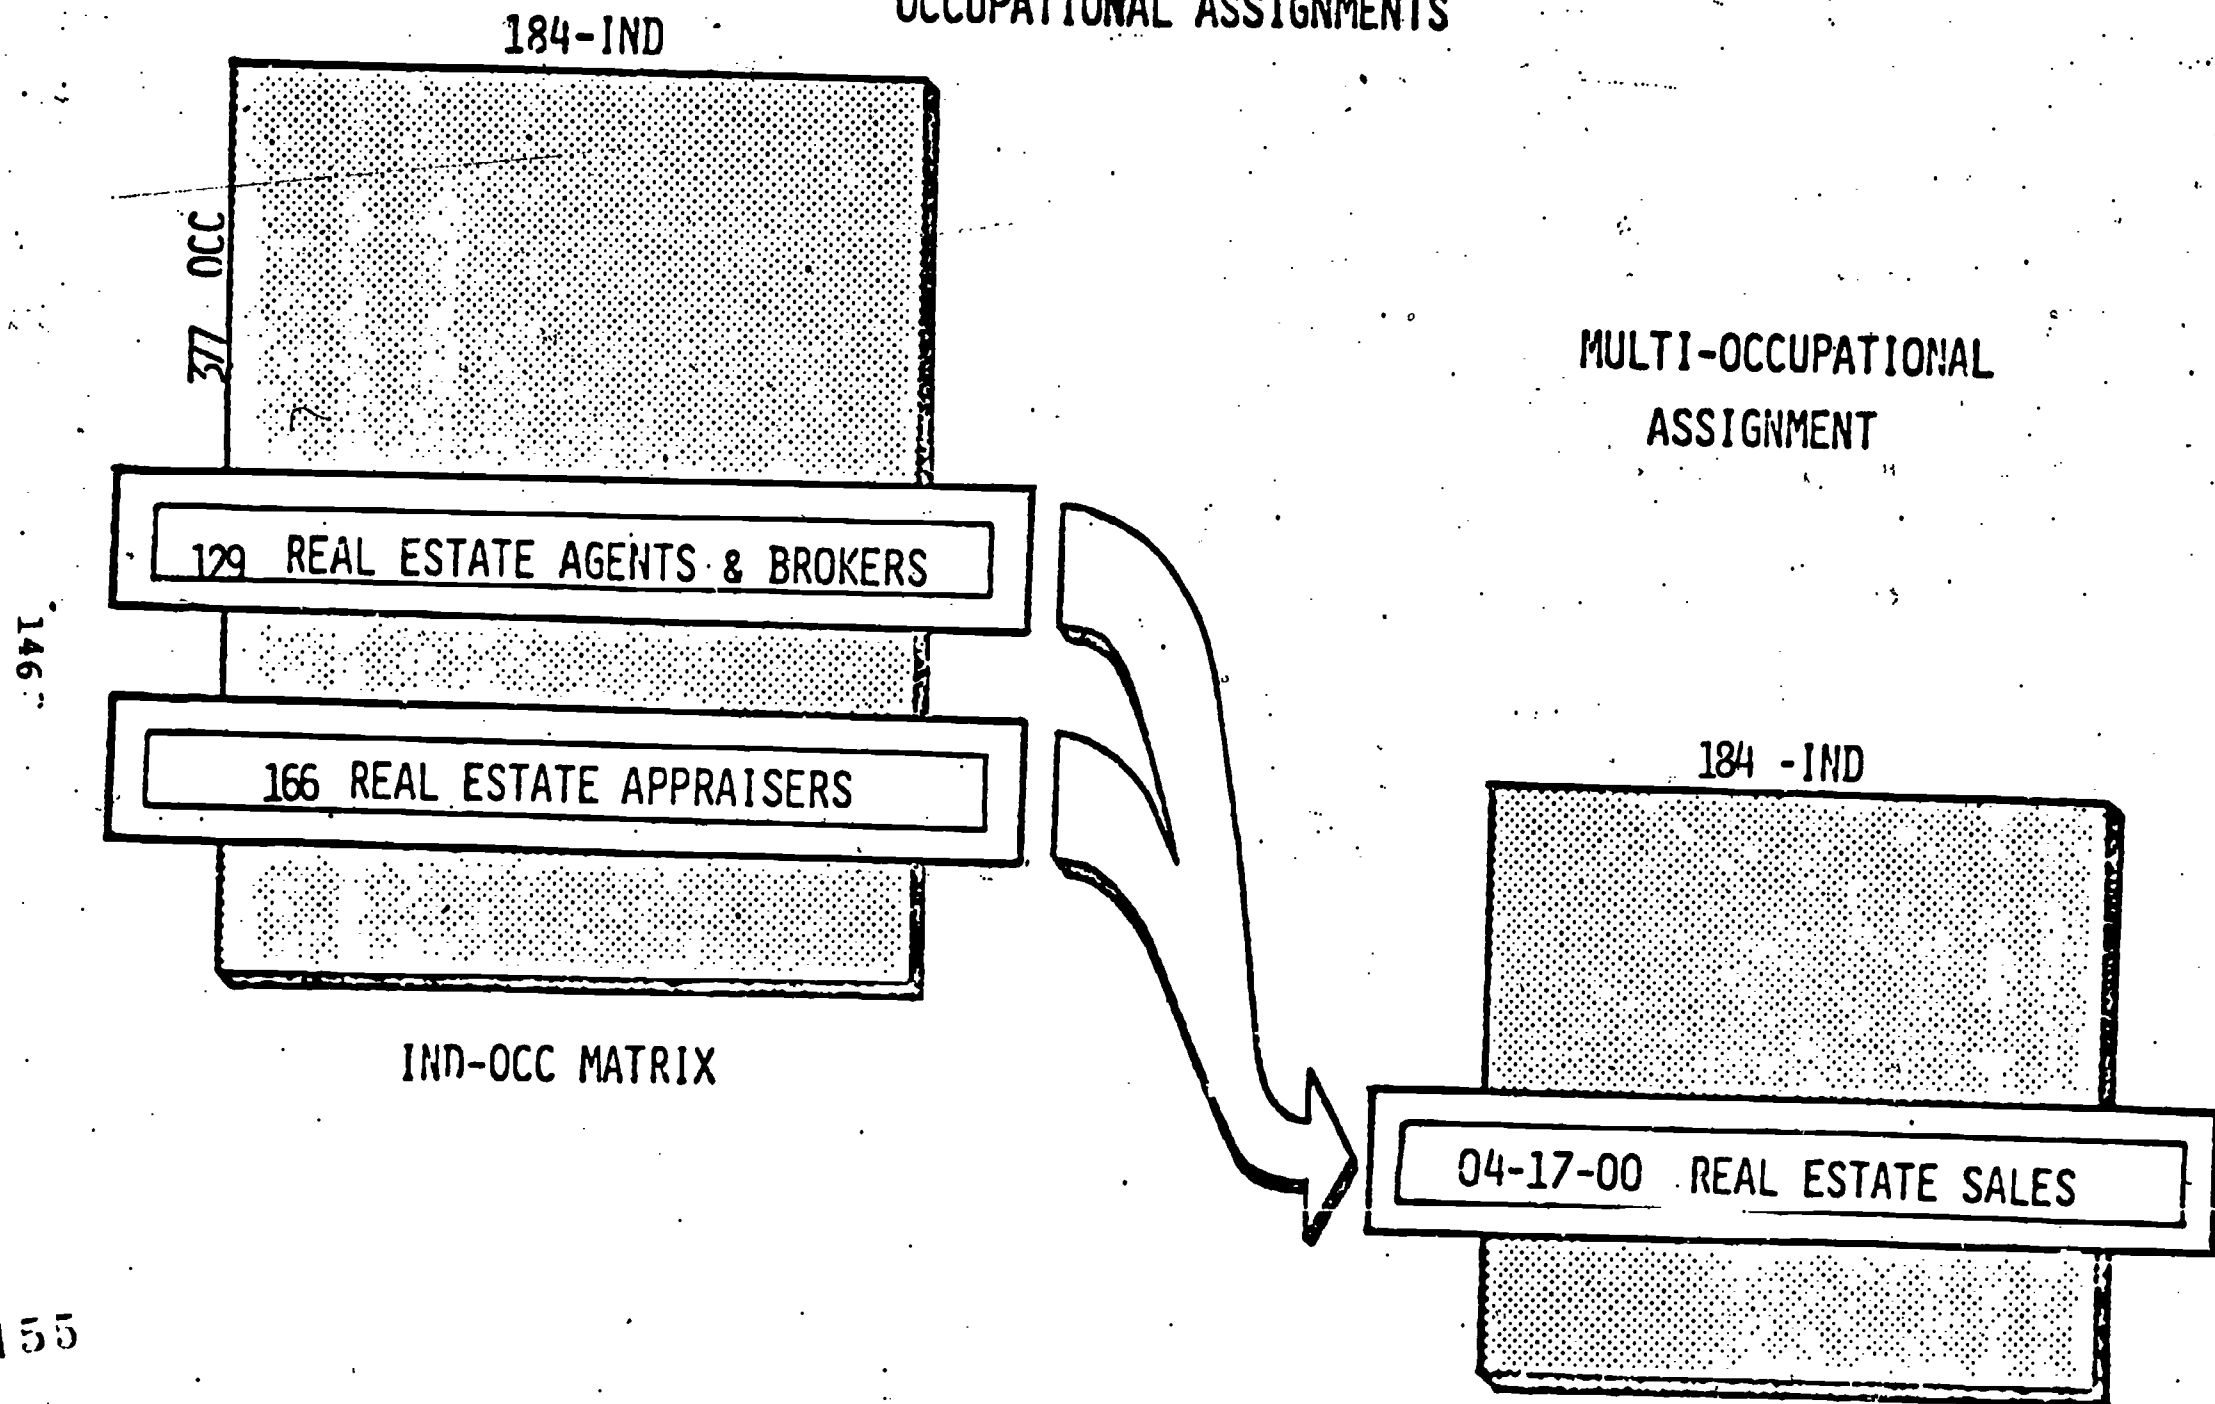 OCCUPATIONAL ASSIGNMENTS
184-IND
377 OCC
129 REAL ESTATE AGENTS & BROKERS
166 REAL ESTATE APPRAISERS
IND-OCC MATRIX
MULTI-OCCUPATIONAL
ASSIGNMENT
184 -IND
04-17-00 REAL ESTATE SALES
146
155